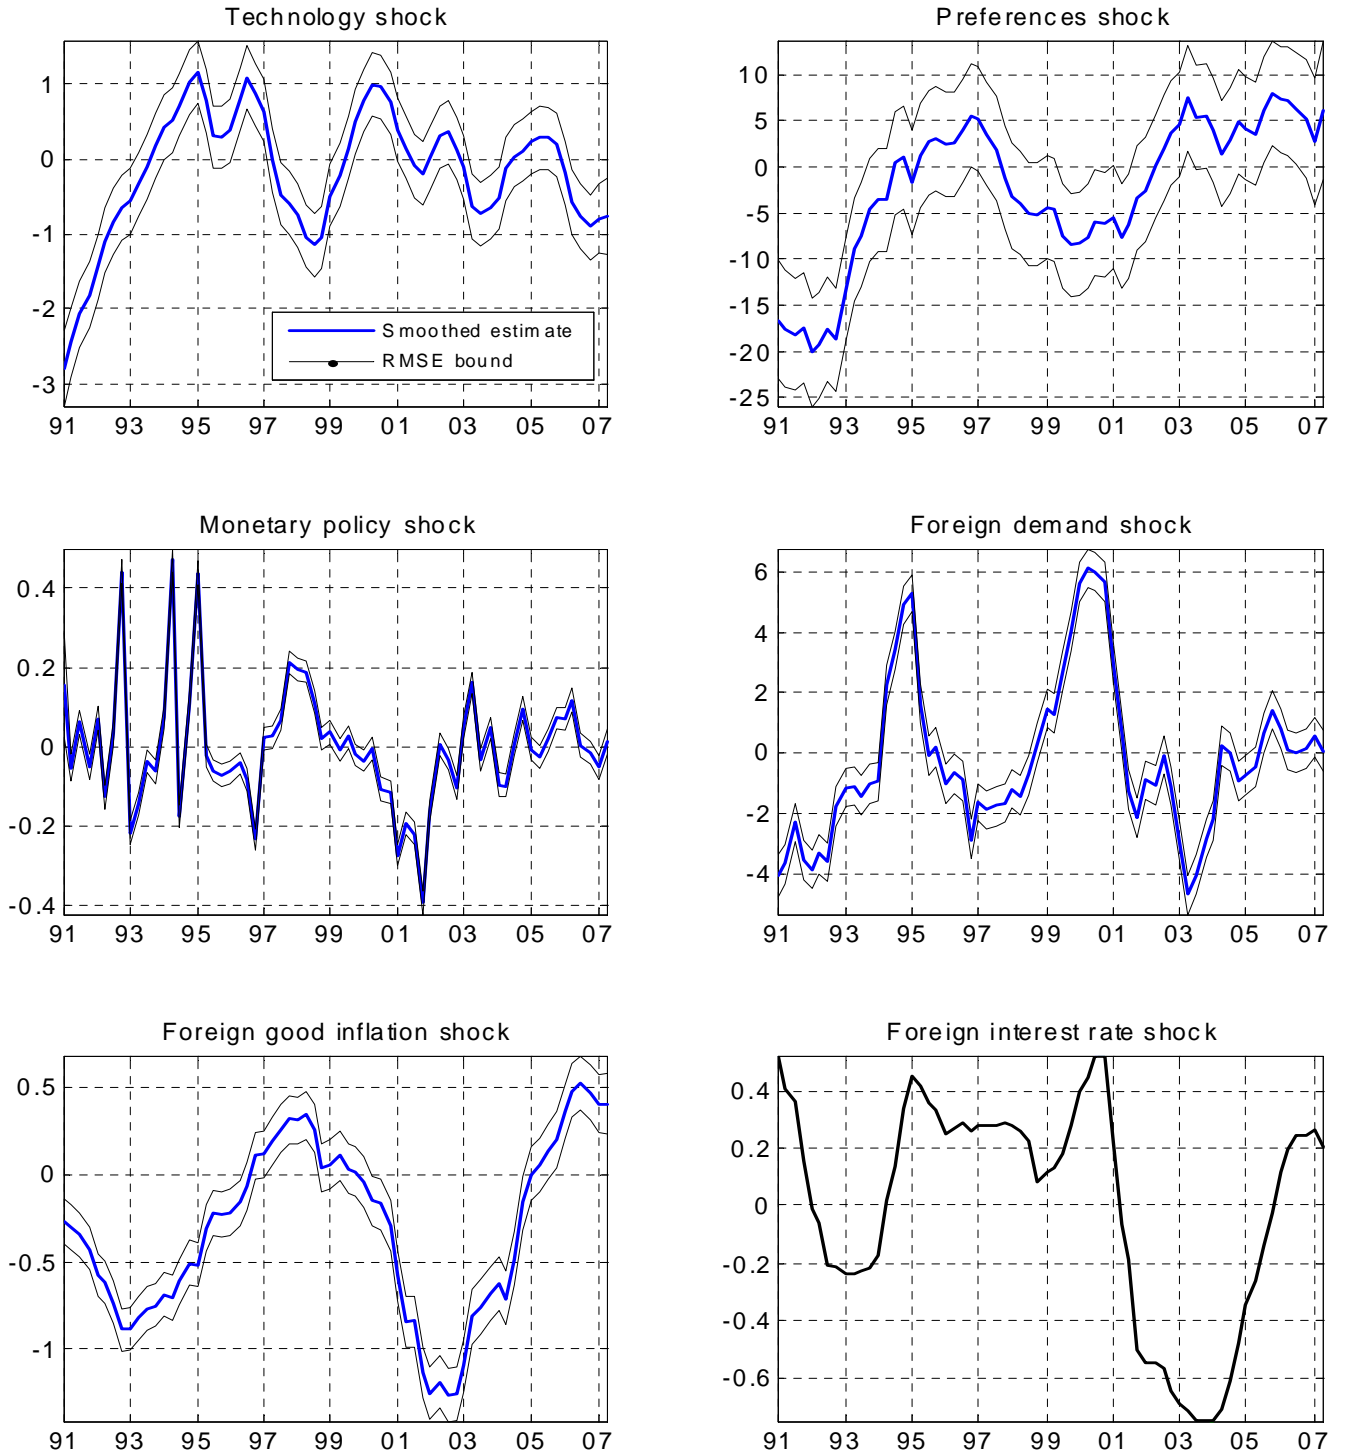 Technology shock
1
0
-1
-2
-3
Smoothed estimate
RMSE bound
91 93 95 97 99 01 03 05 07
Preferences shock
10
5
0
-5
-10
-15
-20
-25
91 93 95 97 99 01 03 05 07
Monetary policy shock
0.4
0.2
0
-0.2
-0.4
91 93 95 97 99 01 03 05 07
Foreign demand shock
6
4
2
0
-2
-4
91 93 95 97 99 01 03 05 07
Foreign good inflation shock
0.5
0
-0.5
-1
91 93 95 97 99 01 03 05 07
Foreign interest rate shock
0.4
0.2
0
-0.2
-0.4
-0.6
91 93 95 97 99 01 03 05 07